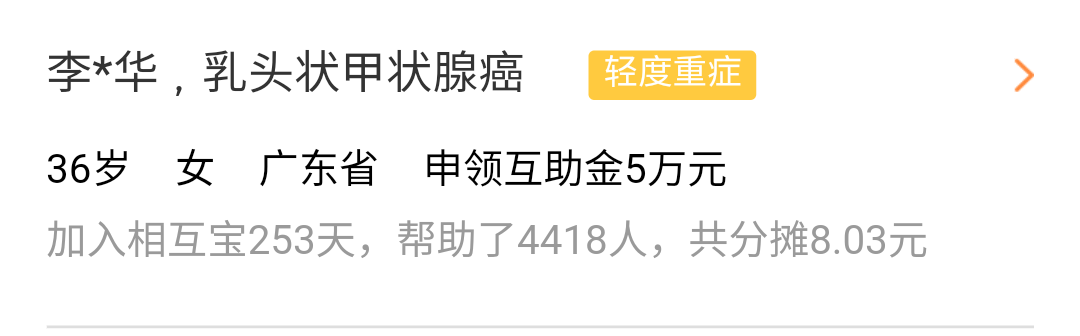 李*华，乳头状甲状腺癌 轻度重症
36岁 女 广东省 申领互助金5万元
加入相互宝253天，帮助了4418人，共分摊8.03元